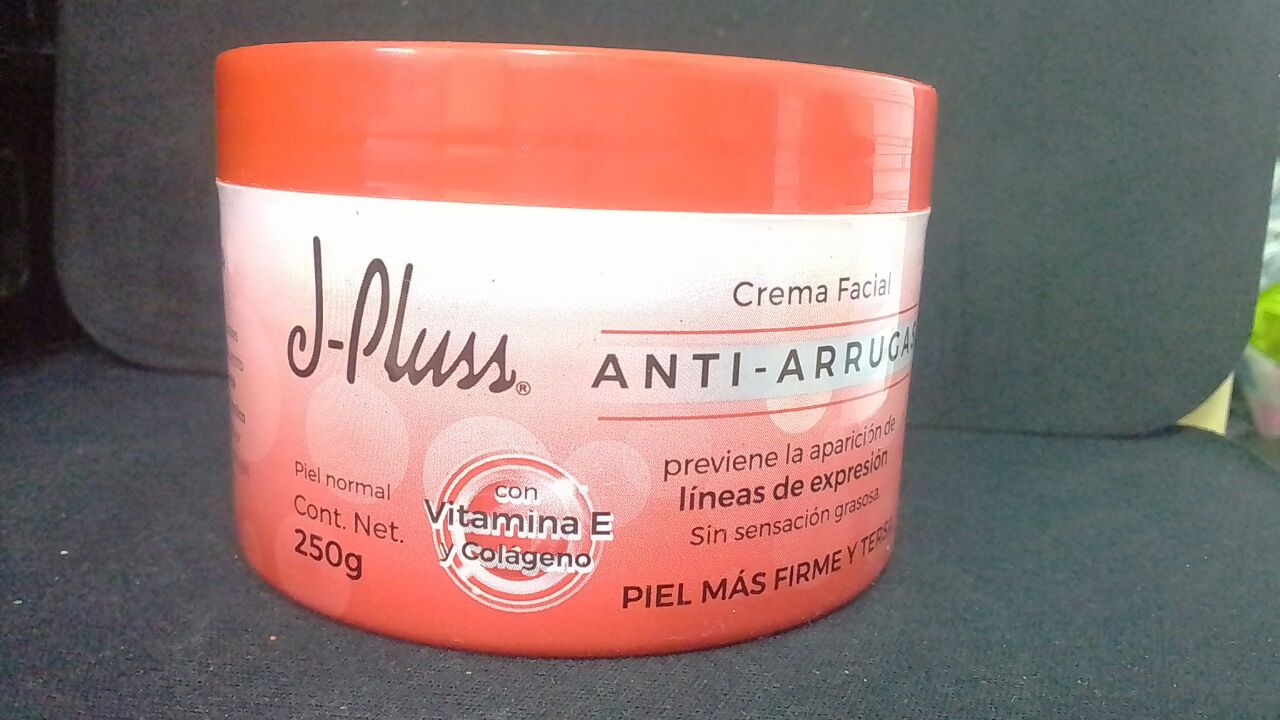 J-Pluss®
Crema Facial
ANTI-ARRUGAS
previene la aparición de
líneas de expresión
Sin sensación grasosa.
PIEL MÁS FIRME Y
Piel normal
Cont. Net.
250g
con
Vitamina E
y Colágeno